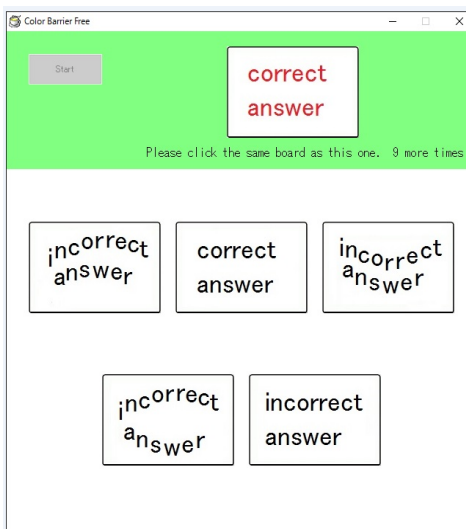 Color Barrier Free
Start
correct
answer
Please click the same board as this one. 9 more times
incorrect
answer
correct
answer
incorrect
answer
incorrect
answer
incorrect
answer